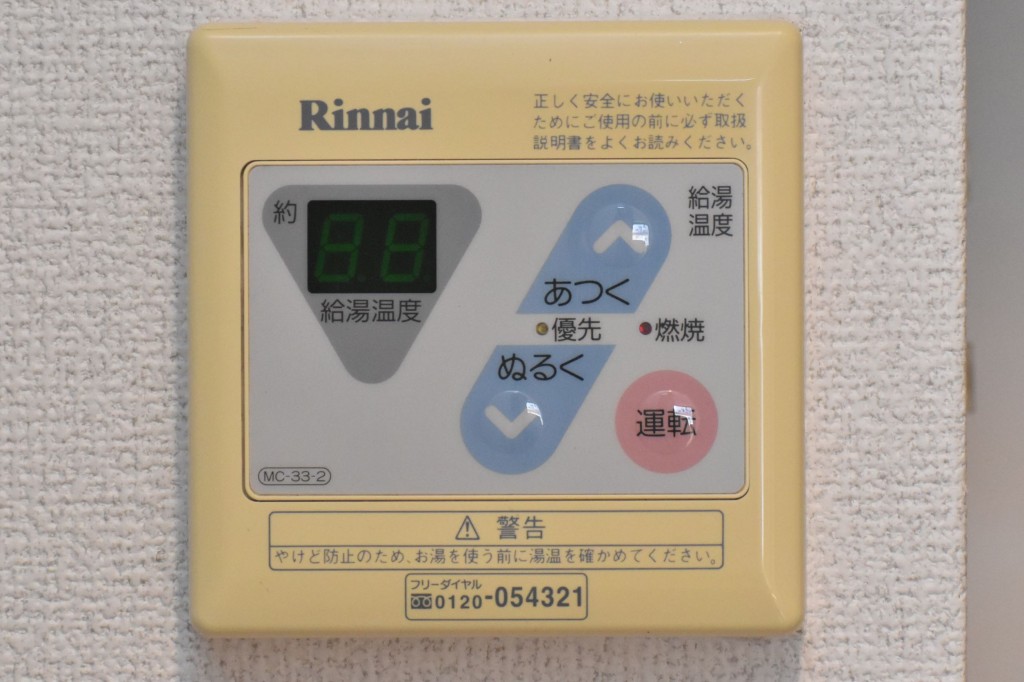 Rinnai
正しく安全にお使いいただく
ためにご使用の前に必ず取扱
説明書をよくお読みください。
約
8.8.
給湯温度
給湯
温度
あつく
優先
燃焼
ぬるく
運転
MC-33-2
⚠ 警告
やけど防止のため、お湯を使う前に湯温を確かめてください。
フリーダイヤル
0120-054321